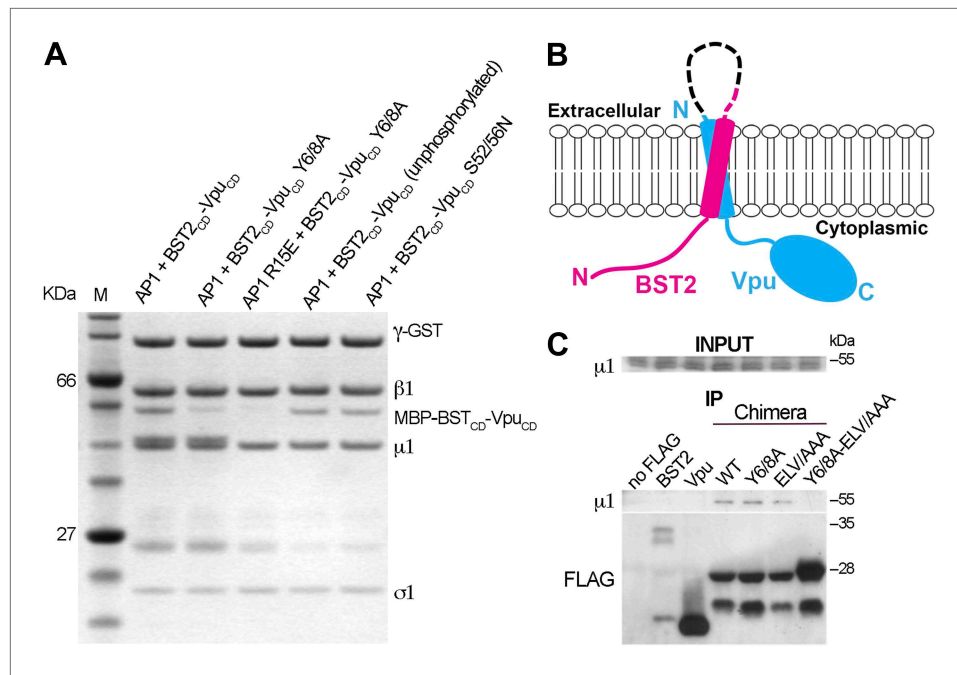 A
AP1 + BST2CD-VpuCD
AP1 + BST2CD-VpuCD Y6/8A
AP1 R15E + BST2CD-VpuCD Y6/8A
AP1 + BST2CD-VpuCD (unphosphorylated)
AP1 + BST2CD-VpuCD S52/56N
KDa M
γ-GST
66
β1
MBP-BSTCD-VpuCD
μ1
27
σ1
B
Extracellular
N
Cytoplasmic
N
BST2
Vpu
C
C
INPUT
kDa
μ1
–55
IP
Chimera
no FLAG
BST2
Vpu
WT
Y6/8A
ELV/AAA
Y6/8A-ELV//AAA
μ1
–55
–35
FLAG
–28